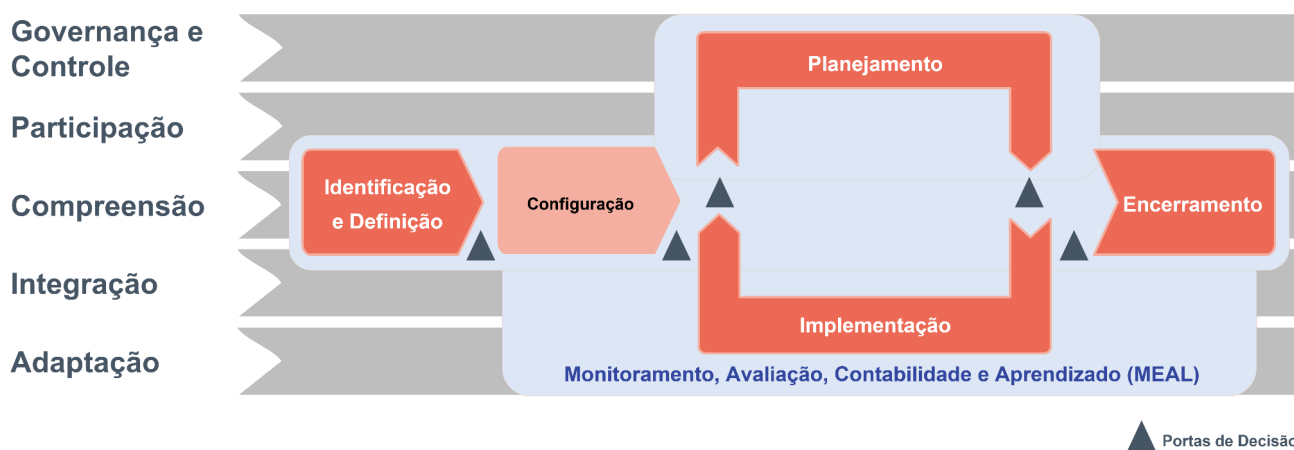 Governança e
Controle
Participação
Compreensão
Integração
Adaptação
Planejamento
Identificação
e Definição
Configuração
Encerramento
Implementação
Monitoramento, Avaliação, Contabilidade e Aprendizado (MEAL)
Portas de Decisão